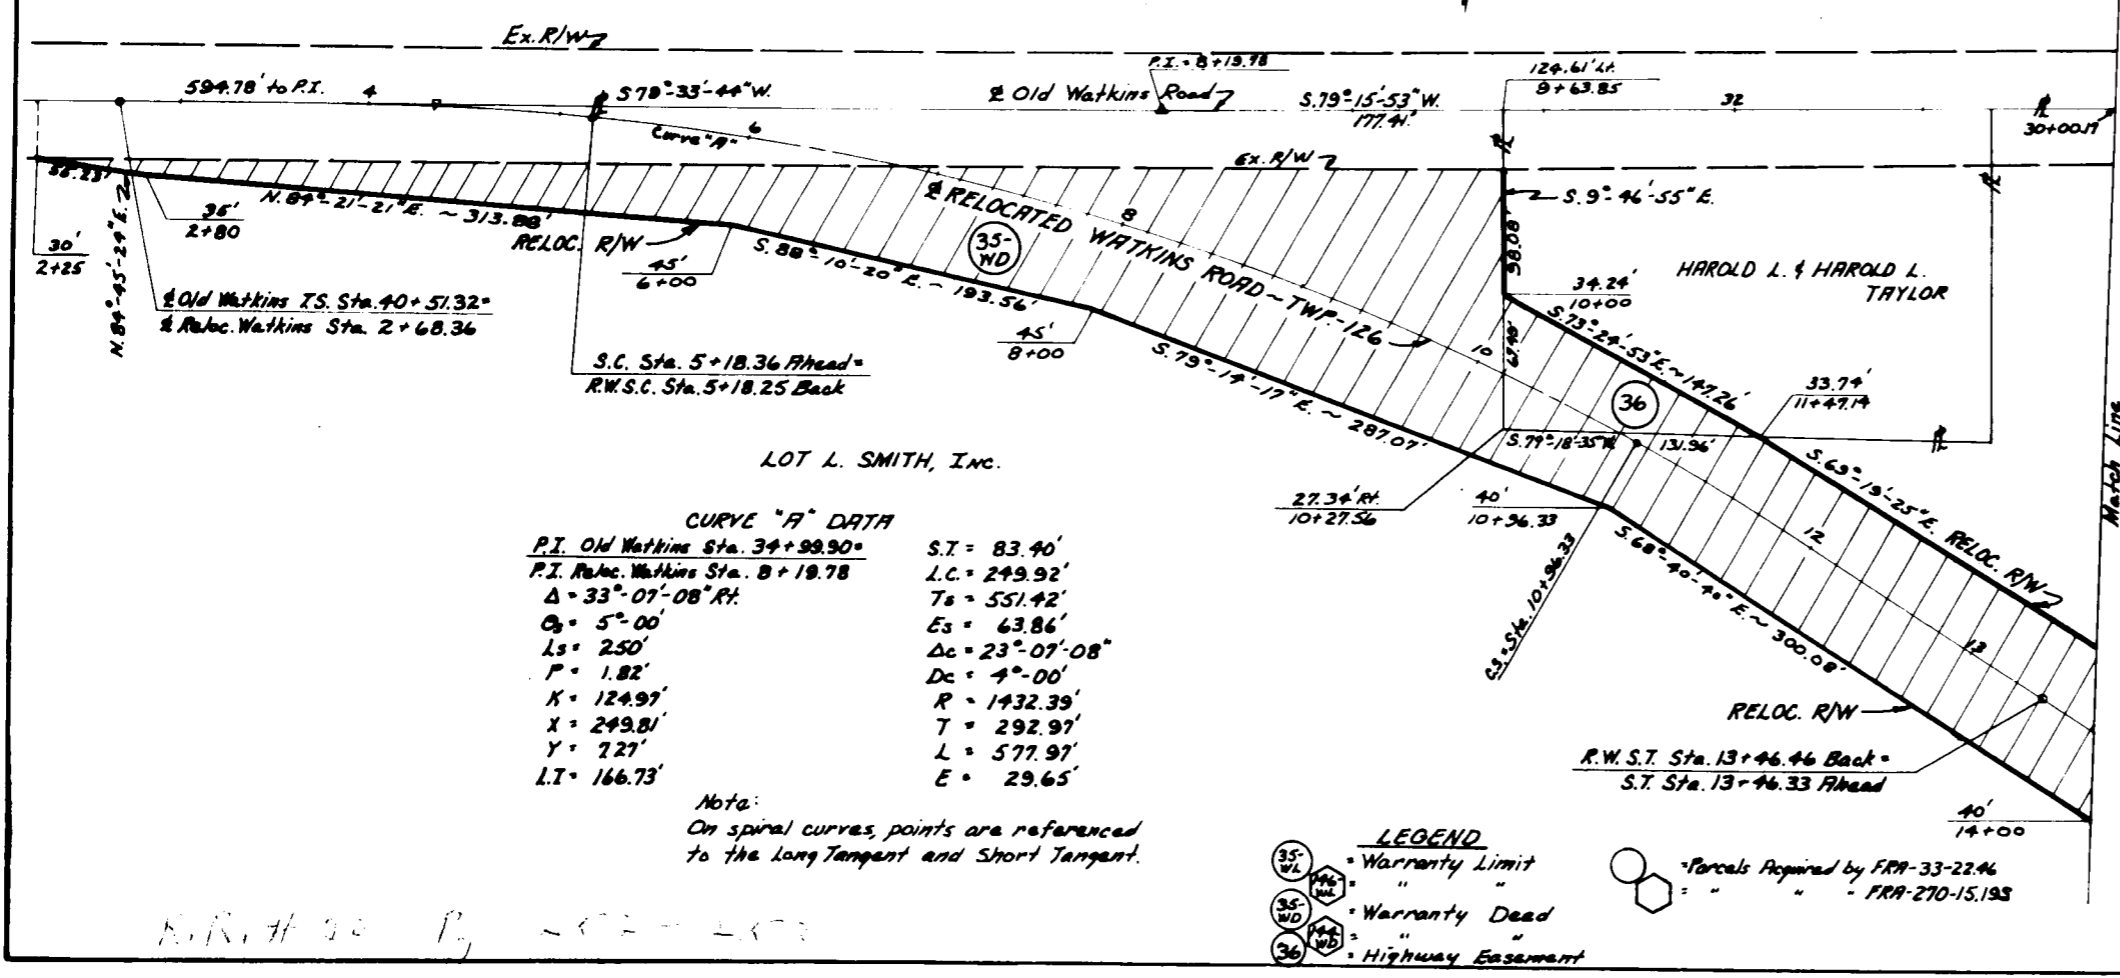 Ex. R/W
594.78' to P.I.
4
S 78°-33'-44" W.
P.I. = 8+19.78
℄ Old Watkins Road
S. 79°-15'-53" W.
177.41'
124.61' Lt.
9+63.85
32
30+00.19
Curve "A"
6
Ex. R/W
56.23'
N. 84°-45'-24" E.
36'
2+80
30'
2+25
N. 84°-21'-21" E. ~ 313.88'
RELOC. R/W
45'
6+00
℄ RELOCATED WATKINS ROAD ~ TWP-126
8
35-
WD
S. 88°-10'-20" E. ~ 193.56'
45'
8+00
S. 9°-46'-55" E.
98.08'
34.24'
10+00
HAROLD L. & HAROLD L.
TAYLOR
℄ Old Watkins T.S. Sta. 40+51.32=
℄ Reloc. Watkins Sta. 2+68.36
S.C. Sta. 5+18.36 Ahead =
R.W.S.C. Sta. 5+18.25 Back
S. 79°-14'-17" E. ~ 287.07'
10
S. 73°-24'-53" E. ~ 147.26'
36
33.74'
11+47.14
S. 79°-18'-35" W.
131.96'
Match Line
LOT L. SMITH, INC.
27.34' Rt.
10+27.56
40'
10+96.33
C.S. Sta. 10+96.33
S. 69°-19'-25" E. RELOC. R/W
12
S. 68°-40'-40" E. ~ 300.08'
13
RELOC. R/W
R.W.S.T. Sta. 13+46.46 Back =
S.T. Sta. 13+46.33 Ahead
40'
14+00
CURVE "A" DATA
P.I. Old Watkins Sta. 34+99.90=
P.I. Reloc. Watkins Sta. 8+19.78
Δ = 33°-07'-08" Rt.
Θs = 5°-00'
Ls = 250'
P = 1.82'
K = 124.97'
X = 249.81'
Y = 7.27'
L.T = 166.73'
S.T. = 83.40'
L.C. = 249.92'
Ts = 551.42'
Es = 63.86'
Δc = 23°-07'-08"
Dc = 4°-00'
R = 1432.39'
T = 292.97'
L = 577.97'
E = 29.65'
Note:
On spiral curves, points are referenced
to the Long Tangent and Short Tangent.
LEGEND
35-
WL
= Warranty Limit
= " "
35-
WD
= Warranty Deed
= " "
36
= Highway Easement
= Parcels Acquired by FRA-33-22.46
= " " " FRA-270-15.193